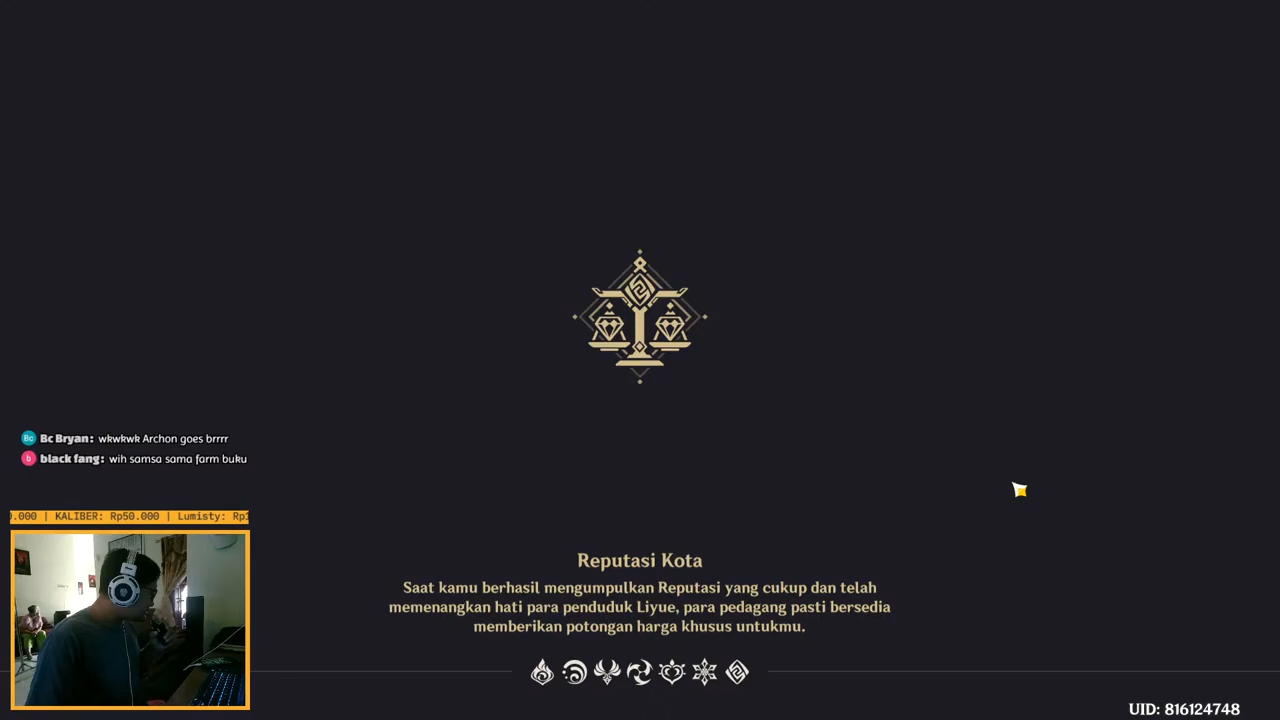 Bc Bryan: wkwkwk Archon goes brrrr
b black fang: wih samsa sama farm buku
0.000 | KALIBER: Rp50.000 | Lumisty: Rp1
Reputasi Kota
Saat kamu berhasil mengumpulkan Reputasi yang cukup dan telah
memenangkan hati para penduduk Liyue, para pedagang pasti bersedia
memberikan potongan harga khusus untukmu.
UID: 816124748